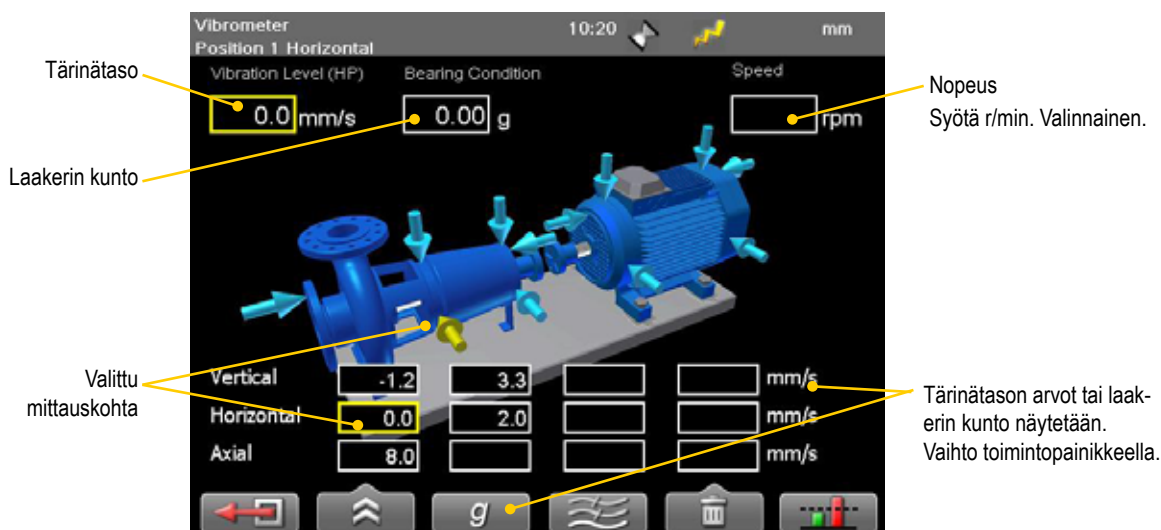 Vibrometer
10:20
mm
Position 1 Horizontal
Tärinätaso
Vibration Level (HP)
Bearing Condition
Speed
0.0 mm/s
0.00 g
rpm
Nopeus
Syötä r/min. Valinnainen.
Laakerin kunto
Valittu
mittauskohta
Vertical -1.2 3.3 mm/s
Horizontal 0.0 2.0 mm/s
Axial 8.0 mm/s
Tärinätason arvot tai laak-
erin kunto näytetään.
Vaihto toimintopainikkeella.
g